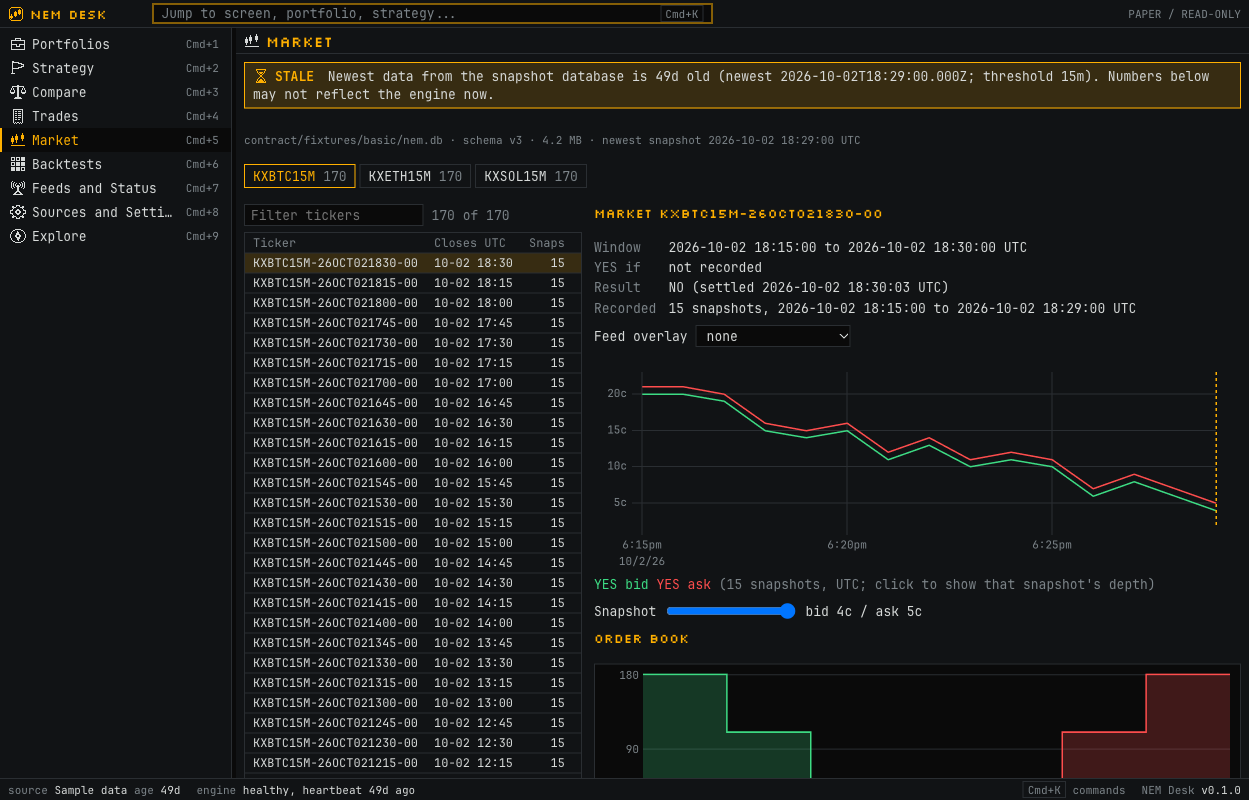 NEM DESK
Jump to screen, portfolio, strategy... Cmd+K
PAPER / READ-ONLY
Portfolios Cmd+1
Strategy Cmd+2
Compare Cmd+3
Trades Cmd+4
Market Cmd+5
Backtests Cmd+6
Feeds and Status Cmd+7
Sources and Setti… Cmd+8
Explore Cmd+9
MARKET
STALE Newest data from the snapshot database is 49d old (newest 2026-10-02T18:29:00.000Z; threshold 15m). Numbers below
may not reflect the engine now.
contract/fixtures/basic/nem.db · schema v3 · 4.2 MB · newest snapshot 2026-10-02 18:29:00 UTC
KXBTC15M 170 KXETH15M 170 KXSOL15M 170
Filter tickers 170 of 170
Ticker Closes UTC Snaps
KXBTC15M-26OCT021830-00 10-02 18:30 15
KXBTC15M-26OCT021815-00 10-02 18:15 15
KXBTC15M-26OCT021800-00 10-02 18:00 15
KXBTC15M-26OCT021745-00 10-02 17:45 15
KXBTC15M-26OCT021730-00 10-02 17:30 15
KXBTC15M-26OCT021715-00 10-02 17:15 15
KXBTC15M-26OCT021700-00 10-02 17:00 15
KXBTC15M-26OCT021645-00 10-02 16:45 15
KXBTC15M-26OCT021630-00 10-02 16:30 15
KXBTC15M-26OCT021615-00 10-02 16:15 15
KXBTC15M-26OCT021600-00 10-02 16:00 15
KXBTC15M-26OCT021545-00 10-02 15:45 15
KXBTC15M-26OCT021530-00 10-02 15:30 15
KXBTC15M-26OCT021515-00 10-02 15:15 15
KXBTC15M-26OCT021500-00 10-02 15:00 15
KXBTC15M-26OCT021445-00 10-02 14:45 15
KXBTC15M-26OCT021430-00 10-02 14:30 15
KXBTC15M-26OCT021415-00 10-02 14:15 15
KXBTC15M-26OCT021400-00 10-02 14:00 15
KXBTC15M-26OCT021345-00 10-02 13:45 15
KXBTC15M-26OCT021330-00 10-02 13:30 15
KXBTC15M-26OCT021315-00 10-02 13:15 15
KXBTC15M-26OCT021300-00 10-02 13:00 15
KXBTC15M-26OCT021245-00 10-02 12:45 15
KXBTC15M-26OCT021230-00 10-02 12:30 15
KXBTC15M-26OCT021215-00 10-02 12:15 15
MARKET KXBTC15M-26OCT021830-00
Window 2026-10-02 18:15:00 to 2026-10-02 18:30:00 UTC
YES if not recorded
Result NO (settled 2026-10-02 18:30:03 UTC)
Recorded 15 snapshots, 2026-10-02 18:15:00 to 2026-10-02 18:29:00 UTC
Feed overlay none
20c
15c
10c
5c
6:15pm 6:20pm 6:25pm
10/2/26
YES bid YES ask (15 snapshots, UTC; click to show that snapshot's depth)
Snapshot bid 4c / ask 5c
ORDER BOOK
180
90
source Sample data age 49d engine healthy, heartbeat 49d ago
Cmd+K commands NEM Desk v0.1.0